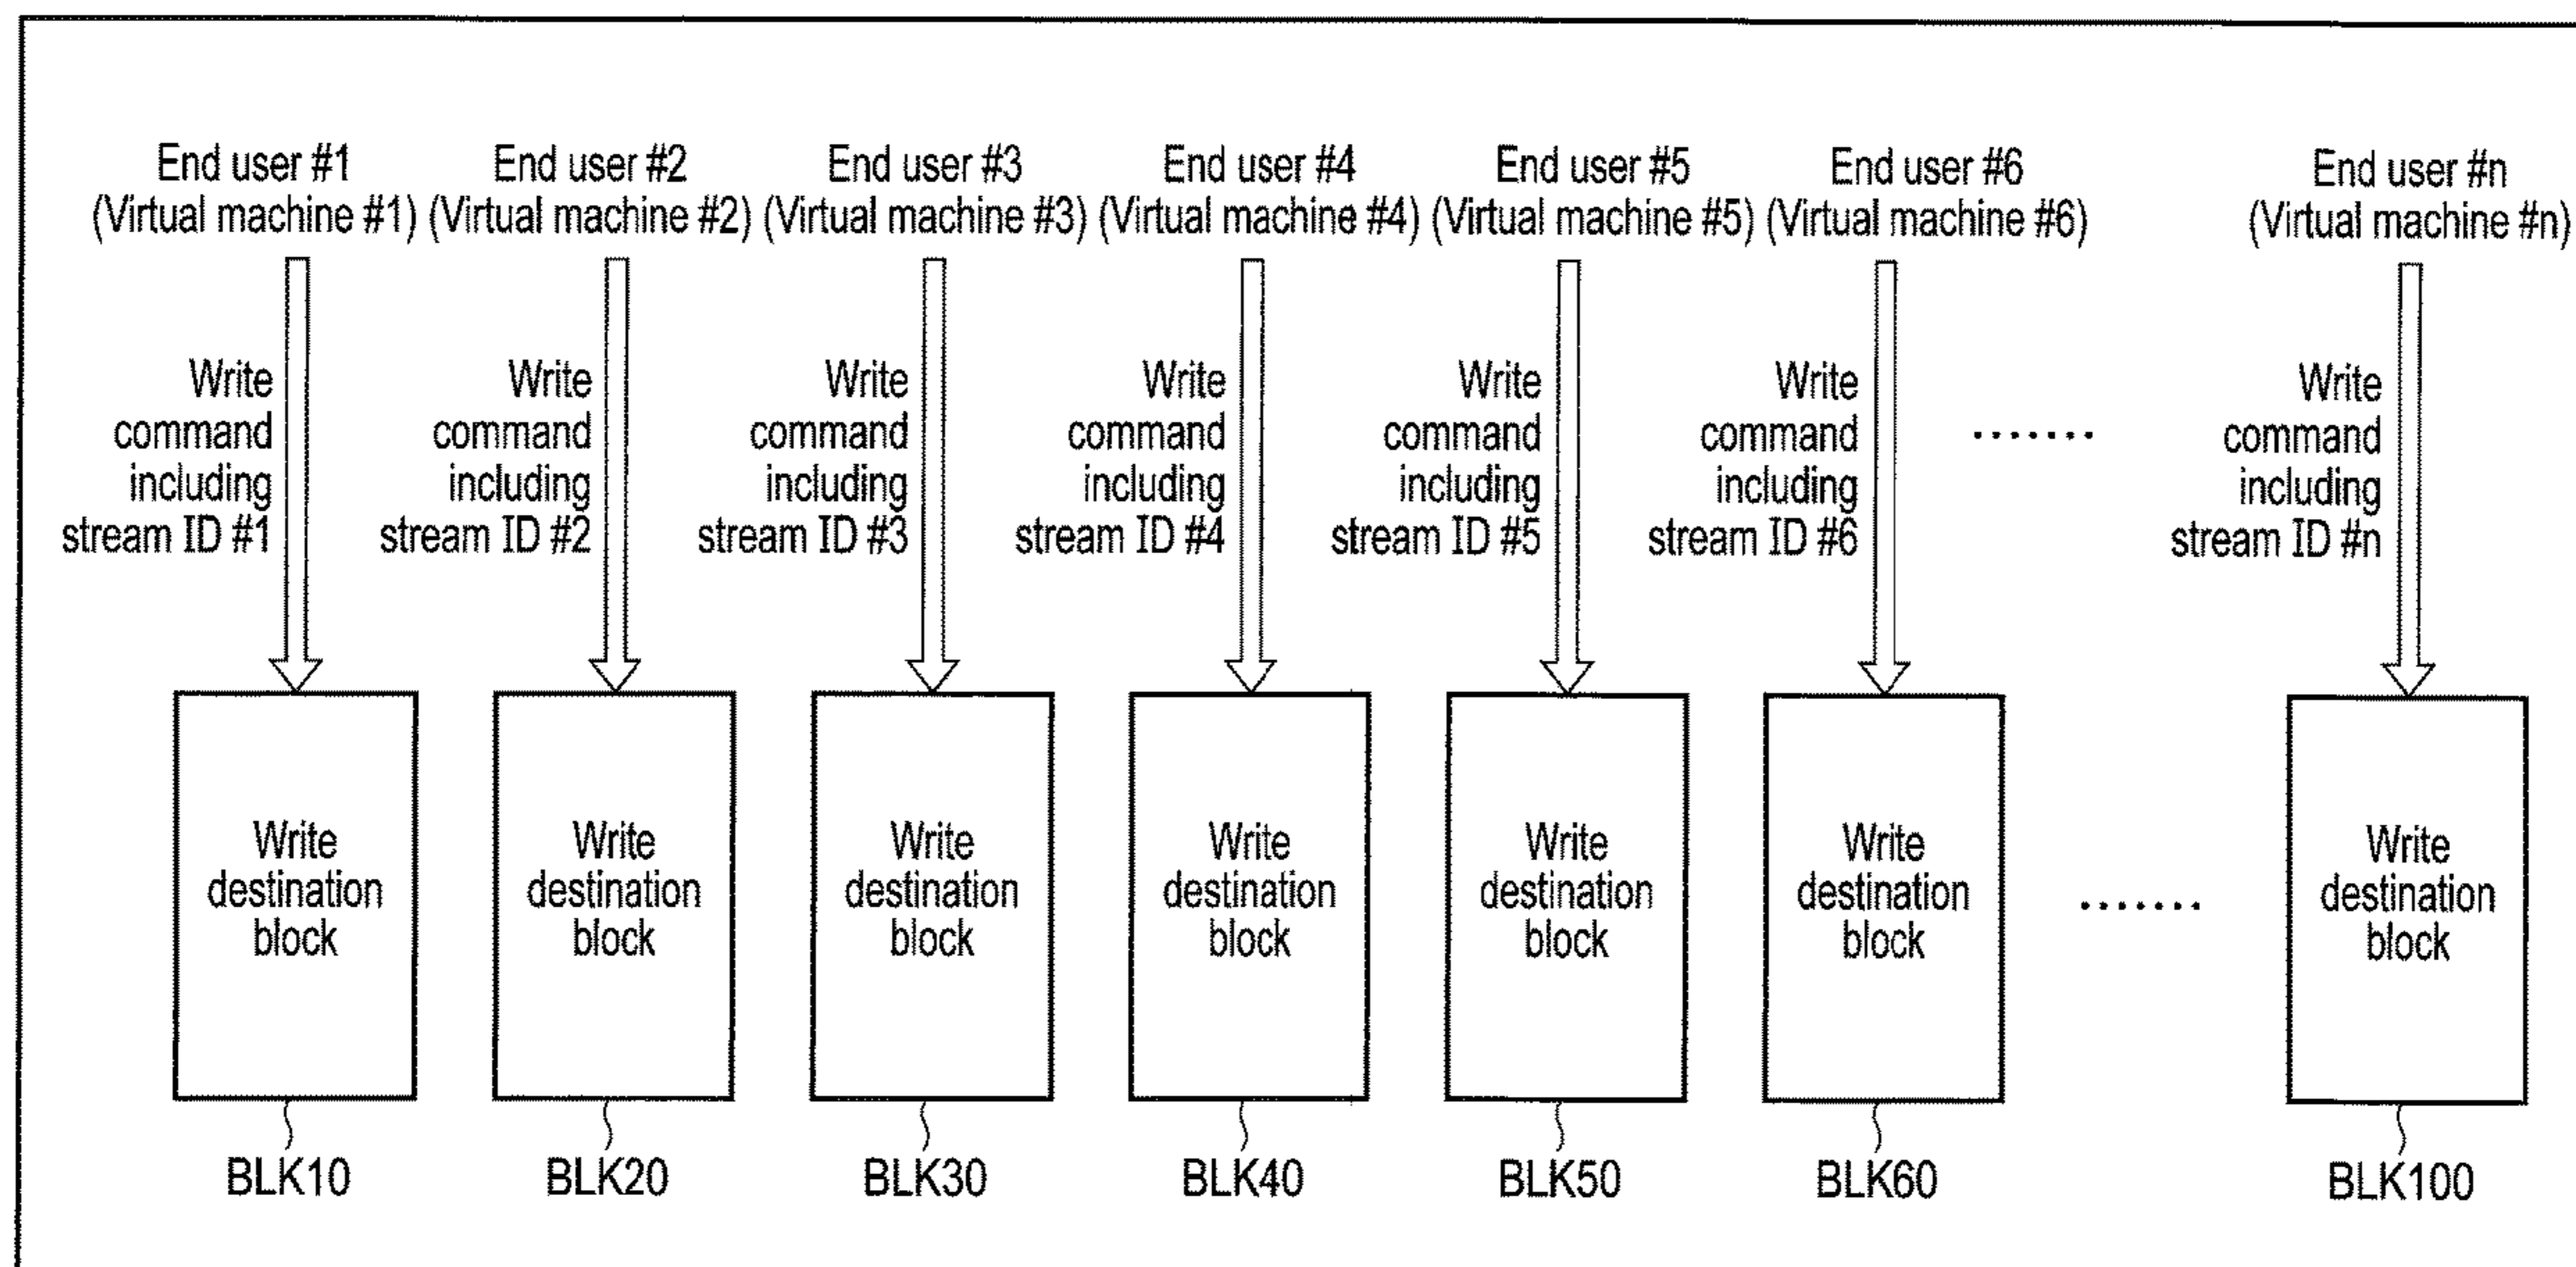 End user #1
(Virtual machine #1)
End user #2
(Virtual machine #2)
End user #3
(Virtual machine #3)
End user #4
(Virtual machine #4)
End user #5
(Virtual machine #5)
End user #6
(Virtual machine #6)
End user #n
(Virtual machine #n)
Write
command
including
stream ID #1
Write
command
including
stream ID #2
Write
command
including
stream ID #3
Write
command
including
stream ID #4
Write
command
including
stream ID #5
Write
command
including
stream ID #6
.......
Write
command
including
stream ID #n
Write
destination
block
Write
destination
block
Write
destination
block
Write
destination
block
Write
destination
block
Write
destination
block
.......
Write
destination
block
BLK10
BLK20
BLK30
BLK40
BLK50
BLK60
BLK100